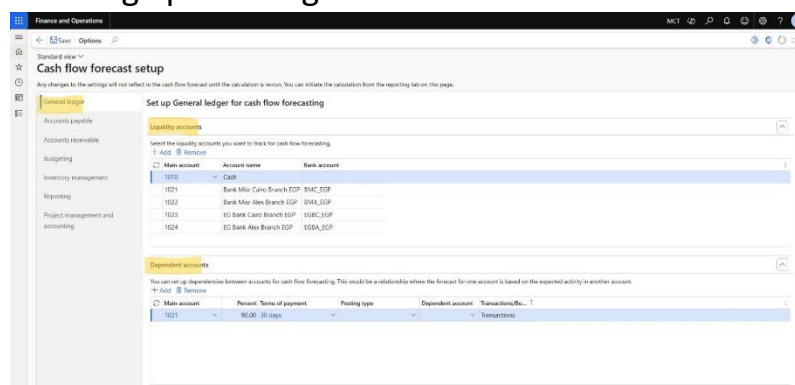 Finance and Operations
MCT
Save Options
Standard view
Cash flow forecast setup
Any changes to the settings will not reflect in the cash flow forecast until the calculation is re-run. You can initiate the calculation from the reporting tab on this page.
General ledger
Accounts payable
Accounts receivable
Budgeting
Inventory management
Reporting
Project management and
accounting
Set up General ledger for cash flow forecasting
Liquidity accounts
Select the liquidity accounts you want to track for cash flow forecasting.
+ Add Remove
Main account Account name Bank account
1010 Cash
1021 Bank Misr Cairo Branch EGP BMC_EGP
1022 Bank Misr Alex Branch EGP BMA_EGP
1023 EG Bank Cairo Branch EGP EGBC_EGP
1024 EG Bank Alex Branch EGP EGBA_EGP
Dependent accounts
You can set up dependencies between accounts for cash flow forecasting. This would be a relationship where the forecast for one account is based on the expected activity in another account.
+ Add Remove
Main account Percent Terms of payment Posting type Dependent account Transactions/Bu...
1021 90.00 30 days Transactions